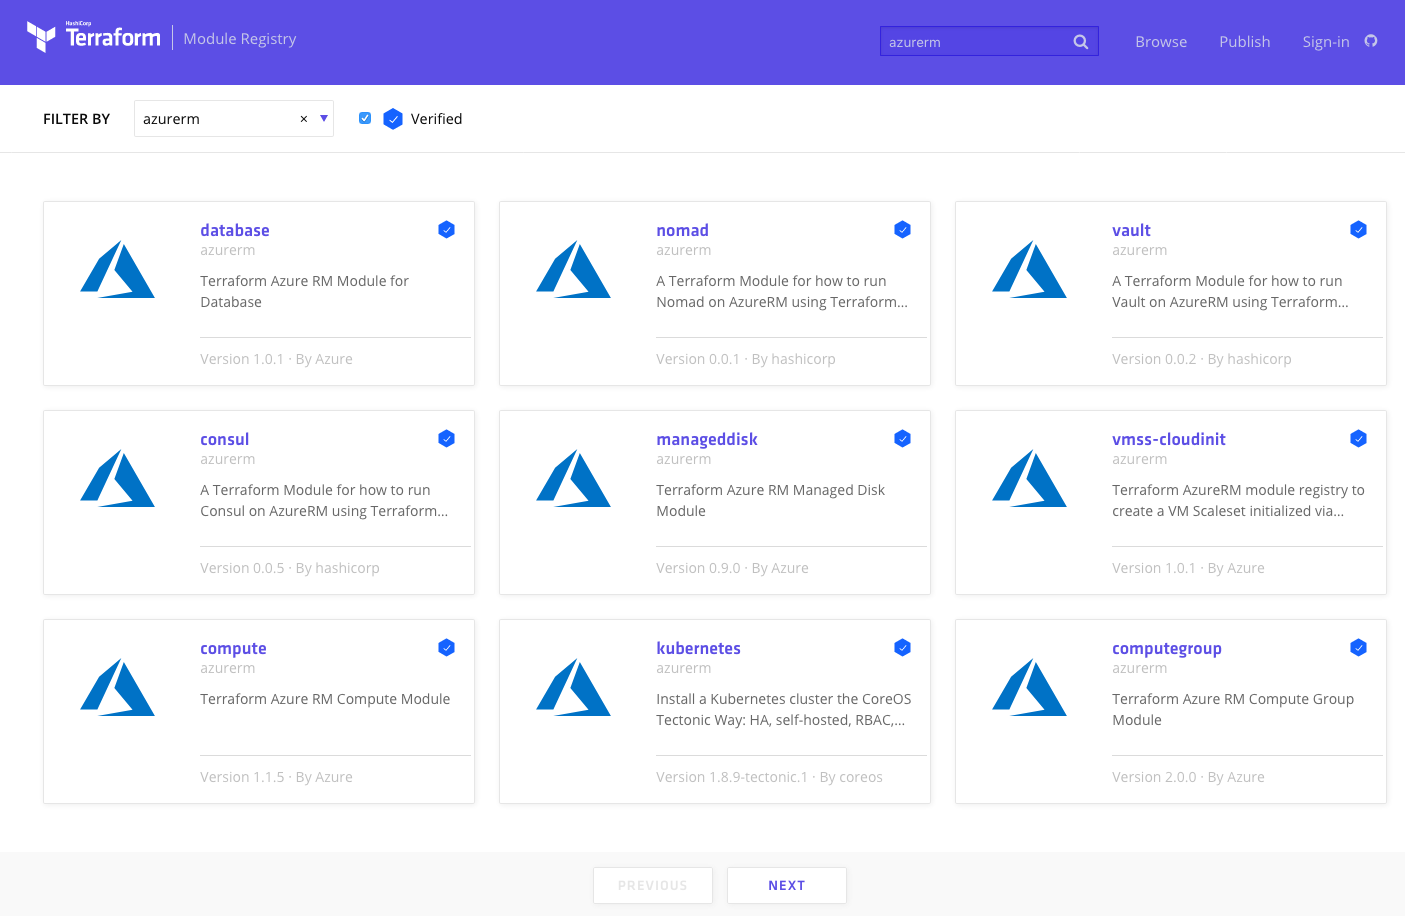 HashiCorp
Terraform
Module Registry
azurerm
Browse
Publish
Sign-in
FILTER BY
azurerm
×
Verified
database
azurerm
Terraform Azure RM Module for
Database
Version 1.0.1 · By Azure
nomad
azurerm
A Terraform Module for how to run
Nomad on AzureRM using Terraform...
Version 0.0.1 · By hashicorp
vault
azurerm
A Terraform Module for how to run
Vault on AzureRM using Terraform...
Version 0.0.2 · By hashicorp
consul
azurerm
A Terraform Module for how to run
Consul on AzureRM using Terraform...
Version 0.0.5 · By hashicorp
manageddisk
azurerm
Terraform Azure RM Managed Disk
Module
Version 0.9.0 · By Azure
vmss-cloudinit
azurerm
Terraform AzureRM module registry to
create a VM Scaleset initialized via...
Version 1.0.1 · By Azure
compute
azurerm
Terraform Azure RM Compute Module
Version 1.1.5 · By Azure
kubernetes
azurerm
Install a Kubernetes cluster the CoreOS
Tectonic Way: HA, self-hosted, RBAC,...
Version 1.8.9-tectonic.1 · By coreos
computegroup
azurerm
Terraform Azure RM Compute Group
Module
Version 2.0.0 · By Azure
PREVIOUS
NEXT